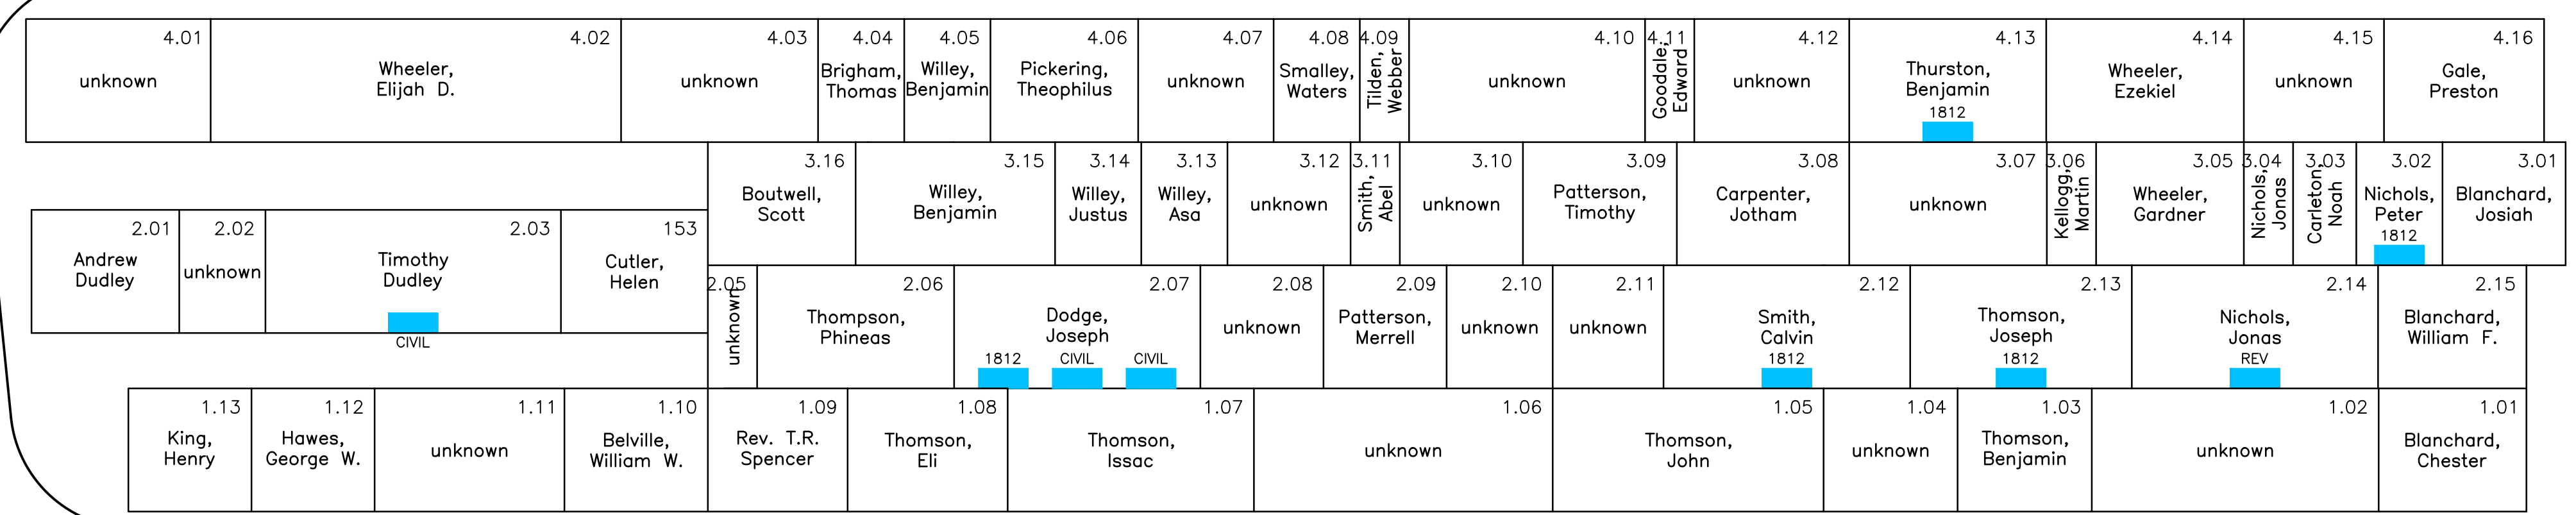 4.01
unknown
4.02
Wheeler,
Elijah D.
4.03
unknown
4.04
Brigham,
Thomas
4.05
Willey,
Benjamin
4.06
Pickering,
Theophilus
4.07
unknown
4.08
Smalley,
Waters
4.09
Tilden,
Webber
4.10
unknown
4.11
Goodale,
Edward
4.12
unknown
4.13
Thurston,
Benjamin
1812
4.14
Wheeler,
Ezekiel
4.15
unknown
4.16
Gale,
Preston
3.16
Boutwell,
Scott
3.15
Willey,
Benjamin
3.14
Willey,
Justus
3.13
Willey,
Asa
3.12
unknown
3.11
Smith,
Abel
3.10
unknown
3.09
Patterson,
Timothy
3.08
Carpenter,
Jotham
3.07
unknown
3.06
Kellogg,
Martin
3.05
Wheeler,
Gardner
3.04
Nichols,
Jonas
3.03
Carleton,
Noah
3.02
Nichols,
Peter
1812
3.01
Blanchard,
Josiah
2.01
Andrew
Dudley
2.02
unknown
2.03
Timothy
Dudley
CIVIL
153
Cutler,
Helen
2.05
unknown
2.06
Thompson,
Phineas
2.07
Dodge,
Joseph
1812 CIVIL CIVIL
2.08
unknown
2.09
Patterson,
Merrell
2.10
unknown
2.11
unknown
2.12
Smith,
Calvin
1812
2.13
Thomson,
Joseph
1812
2.14
Nichols,
Jonas
REV
2.15
Blanchard,
William F.
1.13
King,
Henry
1.12
Hawes,
George W.
1.11
unknown
1.10
Belville,
William W.
1.09
Rev. T.R.
Spencer
1.08
Thomson,
Eli
1.07
Thomson,
Issac
1.06
unknown
1.05
Thomson,
John
1.04
unknown
1.03
Thomson,
Benjamin
1.02
unknown
1.01
Blanchard,
Chester